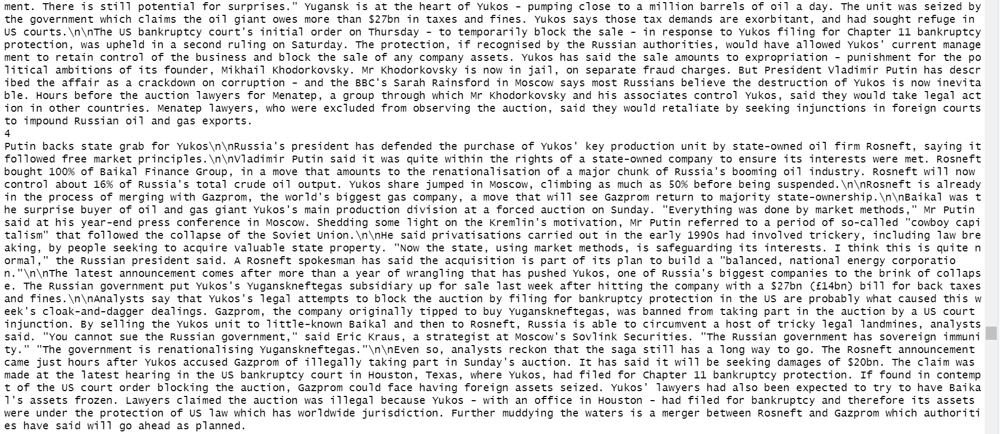 ment. There is still potential for surprises." Yugansk is at the heart of Yukos - pumping close to a million barrels of oil a day. The unit was seized by
the government which claims the oil giant owes more than $27bn in taxes and fines. Yukos says those tax demands are exorbitant, and had sought refuge in
US courts.\n\nThe US bankruptcy court's initial order on Thursday - to temporarily block the sale - in response to Yukos filing for Chapter 11 bankruptcy
protection, was upheld in a second ruling on Saturday. The protection, if recognised by the Russian authorities, would have allowed Yukos' current manage
ment to retain control of the business and block the sale of any company assets. Yukos has said the sale amounts to expropriation - punishment for the po
litical ambitions of its founder, Mikhail Khodorkovsky. Mr Khodorkovsky is now in jail, on separate fraud charges. But President Vladimir Putin has descr
ibed the affair as a crackdown on corruption - and the BBC's Sarah Rainsford in Moscow says most Russians believe the destruction of Yukos is now inevita
ble. Hours before the auction lawyers for Menatep, a group through which Mr Khodorkovsky and his associates control Yukos, said they would take legal act
ion in other countries. Menatep lawyers, who were excluded from observing the auction, said they would retaliate by seeking injunctions in foreign courts
to impound Russian oil and gas exports.
4
Putin backs state grab for Yukos\n\nRussia's president has defended the purchase of Yukos' key production unit by state-owned oil firm Rosneft, saying it
followed free market principles.\n\nVladimir Putin said it was quite within the rights of a state-owned company to ensure its interests were met. Rosneft
bought 100% of Baikal Finance Group, in a move that amounts to the renationalisation of a major chunk of Russia's booming oil industry. Rosneft will now
control about 16% of Russia's total crude oil output. Yukos share jumped in Moscow, climbing as much as 50% before being suspended.\n\nRosneft is already
in the process of merging with Gazprom, the world's biggest gas company, a move that will see Gazprom return to majority state-ownership.\n\nBaikal was t
he surprise buyer of oil and gas giant Yukos's main production division at a forced auction on Sunday. "Everything was done by market methods," Mr Putin
said at his year-end press conference in Moscow. Shedding some light on the Kremlin's motivation, Mr Putin referred to a period of so-called "cowboy capi
talism" that followed the collapse of the Soviet Union.\n\nHe said privatisations carried out in the early 1990s had involved trickery, including law bre
aking, by people seeking to acquire valuable state property. "Now the state, using market methods, is safeguarding its interests. I think this is quite n
ormal," the Russian president said. A Rosneft spokesman has said the acquisition is part of its plan to build a "balanced, national energy corporatio
n."\n\nThe latest announcement comes after more than a year of wrangling that has pushed Yukos, one of Russia's biggest companies to the brink of collaps
e. The Russian government put Yukos's Yuganskneftegas subsidiary up for sale last week after hitting the company with a $27bn (£14bn) bill for back taxes
and fines.\n\nAnalysts say that Yukos's legal attempts to block the auction by filing for bankruptcy protection in the US are probably what caused this w
eek's cloak-and-dagger dealings. Gazprom, the company originally tipped to buy Yuganskneftegas, was banned from taking part in the auction by a US court
injunction. By selling the Yukos unit to little-known Baikal and then to Rosneft, Russia is able to circumvent a host of tricky legal landmines, analysts
said. "You cannot sue the Russian government," said Eric Kraus, a strategist at Moscow's Sovlink Securities. "The Russian government has sovereign immuni
ty." "The government is renationalising Yuganskneftegas."\n\nEven so, analysts reckon that the saga still has a long way to go. The Rosneft announcement
came just hours after Yukos accused Gazprom of illegally taking part in Sunday's auction. It has said it will be seeking damages of $20bn. The claim was
made at the latest hearing in the US bankruptcy court in Houston, Texas, where Yukos, had filed for Chapter 11 bankruptcy protection. If found in contemp
t of the US court order blocking the auction, Gazprom could face having foreign assets seized. Yukos' lawyers had also been expected to try to have Baika
l's assets frozen. Lawyers claimed the auction was illegal because Yukos - with an office in Houston - had filed for bankruptcy and therefore its assets
were under the protection of US law which has worldwide jurisdiction. Further muddying the waters is a merger between Rosneft and Gazprom which authoriti
es have said will go ahead as planned.